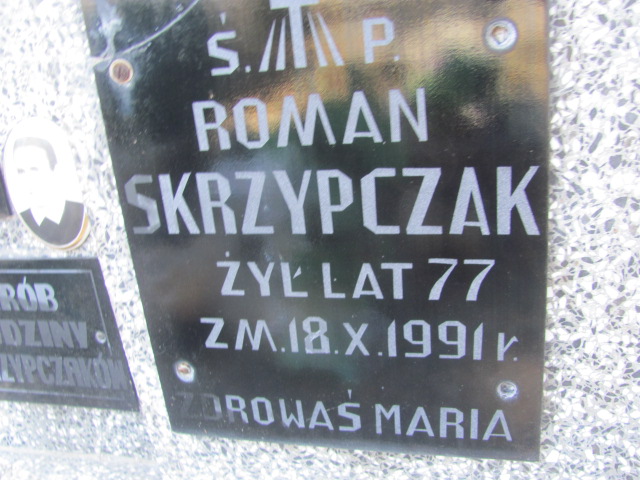 Ś. P.
ROMAN
SKRZYPCZAK
ŻYŁ LAT 77
ZM. 18. X. 1991 r.
ZDROWAŚ MARIA
GRÓB
RODZINY
SKRZYPCZAKÓW